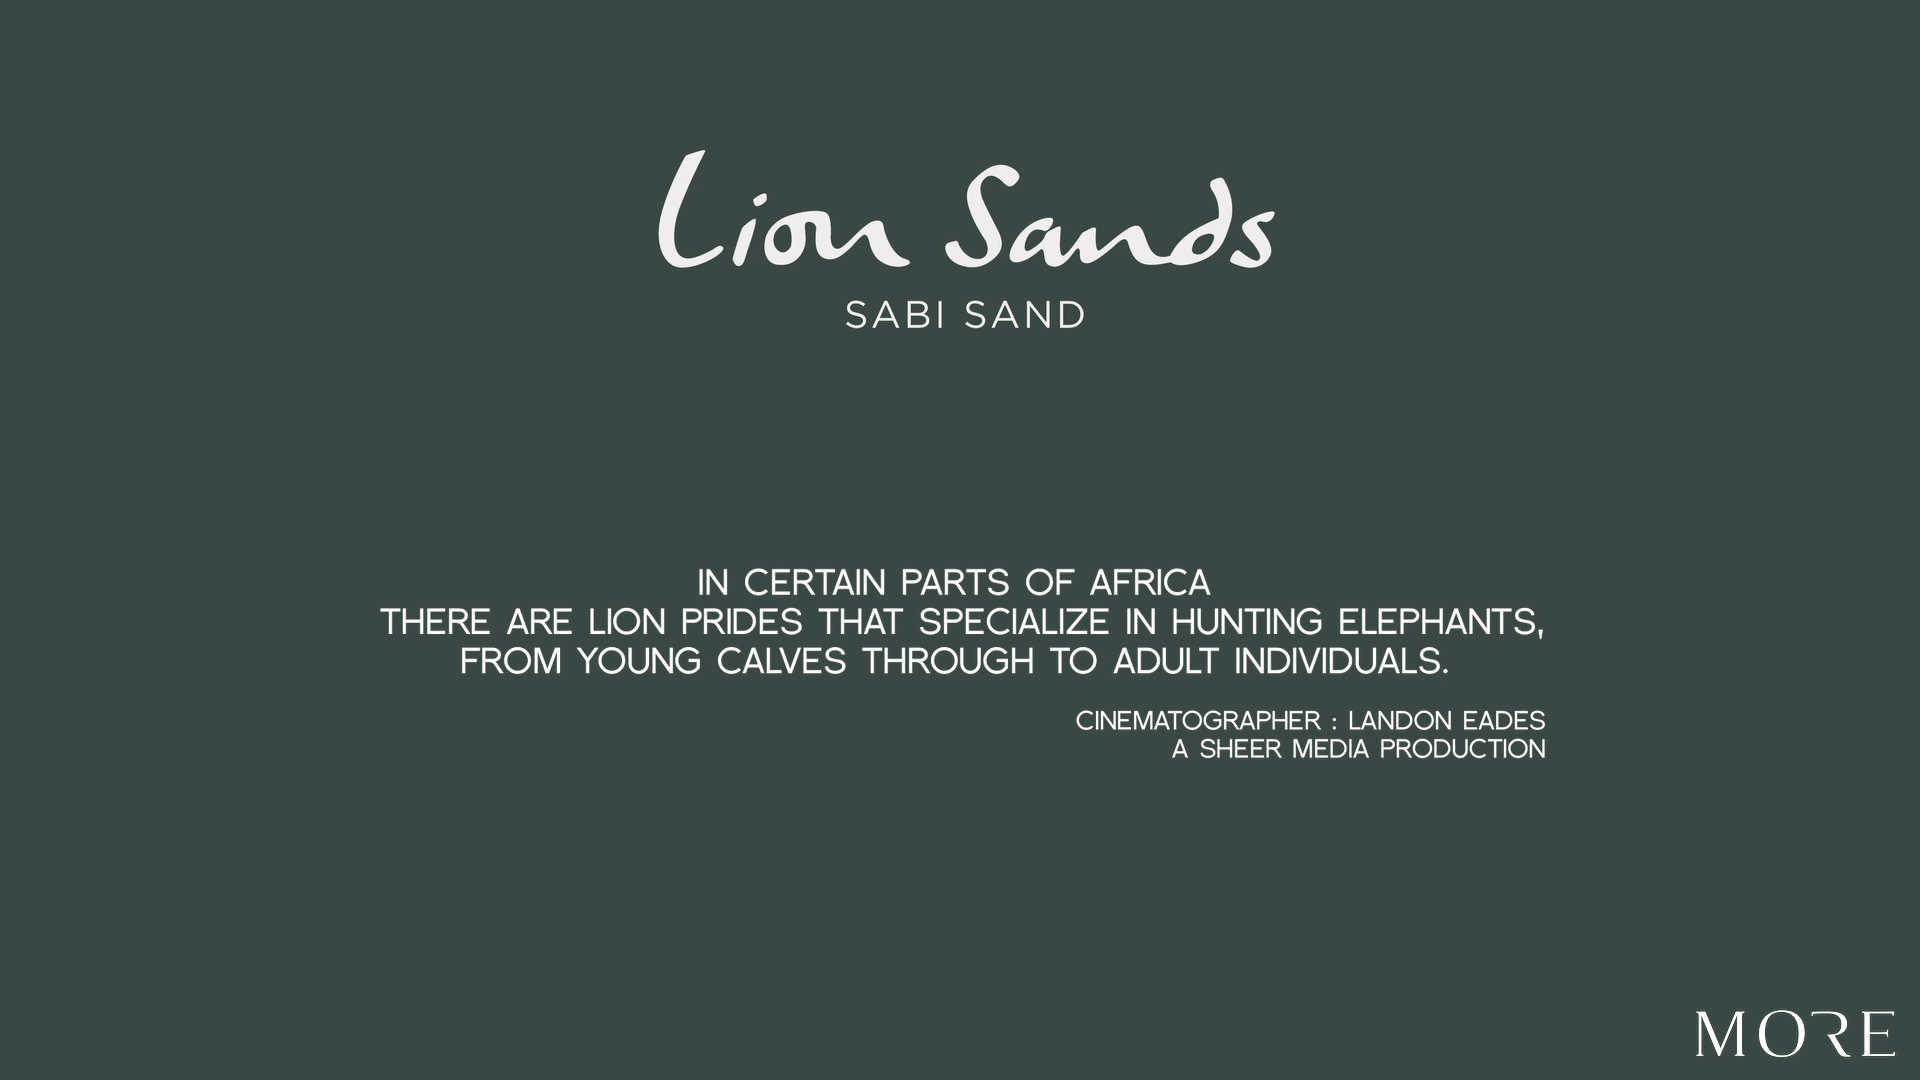 Lion Sands
SABI SAND
IN CERTAIN PARTS OF AFRICA
THERE ARE LION PRIDES THAT SPECIALIZE IN HUNTING ELEPHANTS,
FROM YOUNG CALVES THROUGH TO ADULT INDIVIDUALS.
CINEMATOGRAPHER : LANDON EADES
A SHEER MEDIA PRODUCTION
MORE